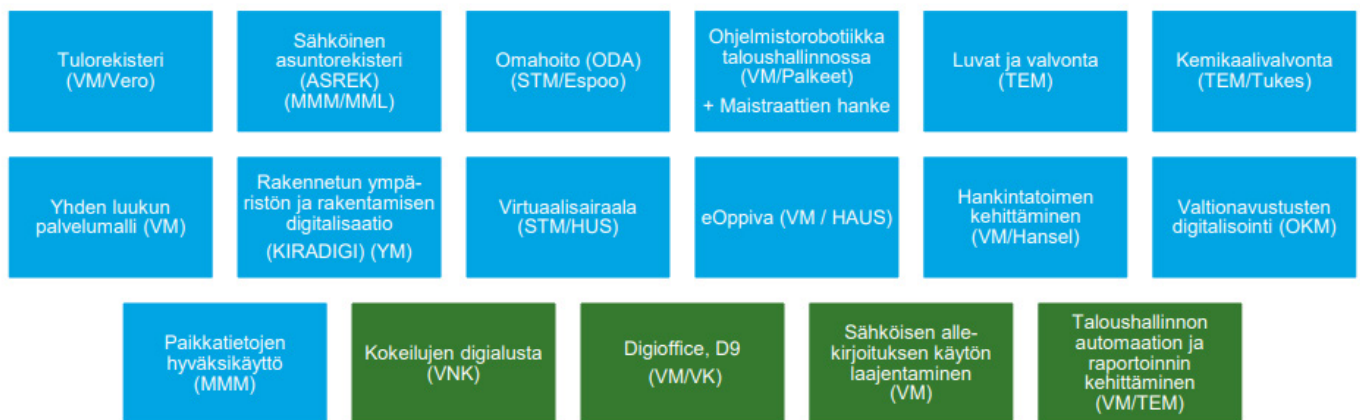 Tulorekisteri
(VM/Vero)
Sähköinen
asuntorekisteri
(ASREK)
(MMM/MML)
Omahoito (ODA)
(STM/Espoo)
Ohjelmistorobotiikka
taloushallinnossa
(VM/Palkeet)
+ Maistraattien hanke
Luvat ja valvonta
(TEM)
Kemikaalivalvonta
(TEM/Tukes)
Yhden luukun
palvelumalli (VM)
Rakennetun ympä-
ristön ja rakentamisen
digitalisaatio
(KIRADIGI) (YM)
Virtuaalisairaala
(STM/HUS)
eOppiva (VM / HAUS)
Hankintatoimen
kehittäminen
(VM/Hansel)
Valtionavustusten
digitalisointi (OKM)
Paikkatietojen
hyväksikäyttö
(MMM)
Kokeilujen digialusta
(VNK)
Digioffice, D9
(VM/VK)
Sähköisen alle-
kirjoituksen käytön
laajentaminen
(VM)
Taloushallinnon
automaation ja
raportoinnin
kehittäminen
(VM/TEM)